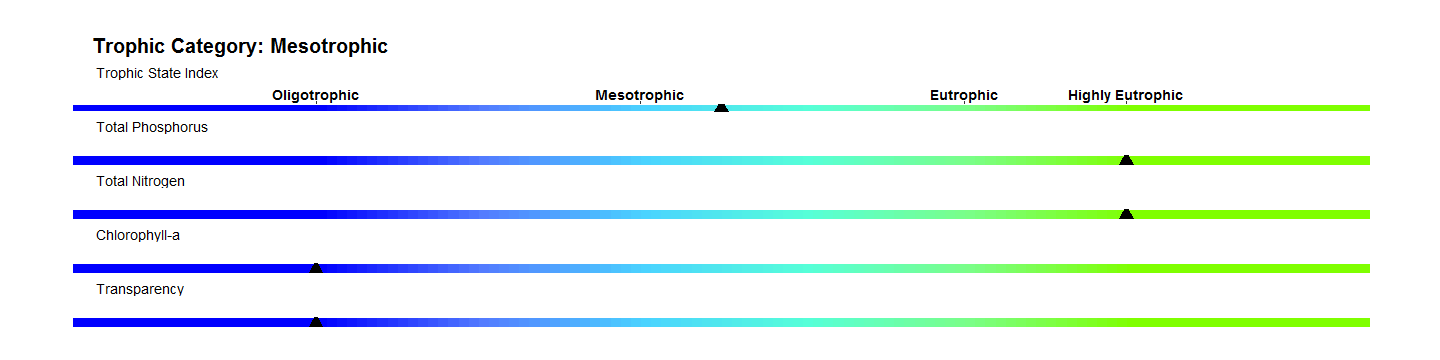 Trophic Category: Mesotrophic
Trophic State Index
Oligotrophic Mesotrophic Eutrophic Highly Eutrophic
Total Phosphorus
Total Nitrogen
Chlorophyll-a
Transparency